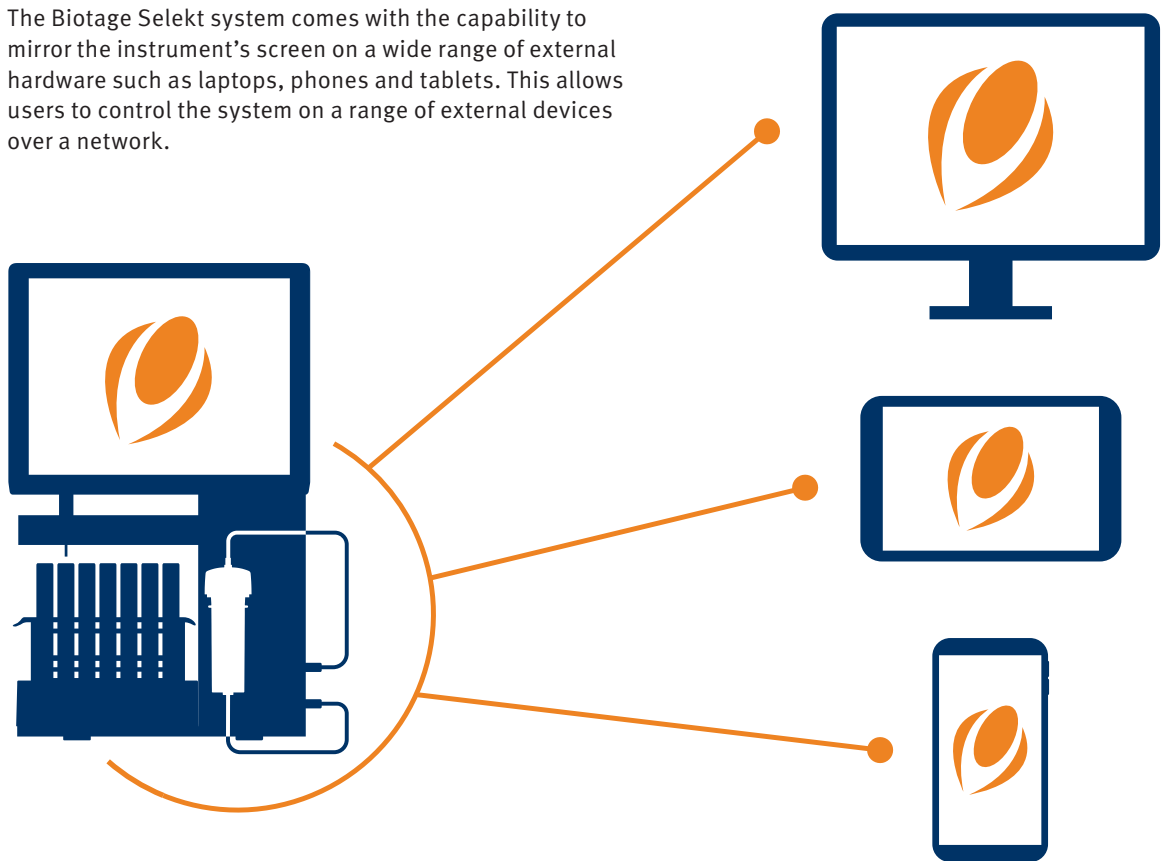 The Biotage Selekt system comes with the capability to
mirror the instrument’s screen on a wide range of external
hardware such as laptops, phones and tablets. This allows
users to control the system on a range of external devices
over a network.